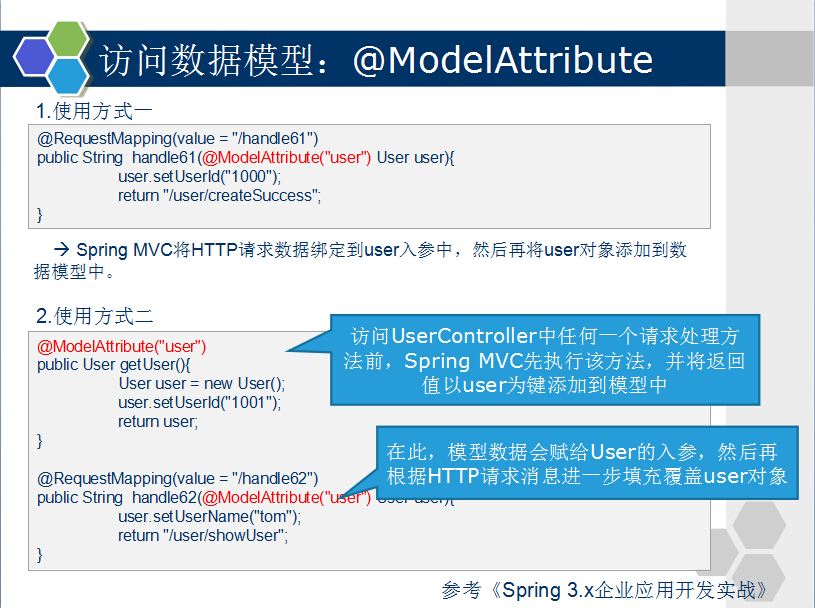 访问数据模型：@ModelAttribute
1.使用方式一
@RequestMapping(value = "/handle61")
public String handle61(@ModelAttribute("user") User user){
user.setUserId("1000");
return "/user/createSuccess";
}
→ Spring MVC将HTTP请求数据绑定到user入参中，然后再将user对象添加到数
据模型中。
2.使用方式二
@ModelAttribute("user")
public User getUser(){
User user = new User();
user.setUserId("1001");
return user;
}
访问UserController中任何一个请求处理方
法前，Spring MVC先执行该方法，并将返回
值以user为键添加到模型中
@RequestMapping(value = "/handle62")
public String handle62(@ModelAttribute("user") User user){
user.setUserName("tom");
return "/user/showUser";
}
在此，模型数据会赋给User的入参，然后再
根据HTTP请求消息进一步填充覆盖user对象
参考《Spring 3.x企业应用开发实战》